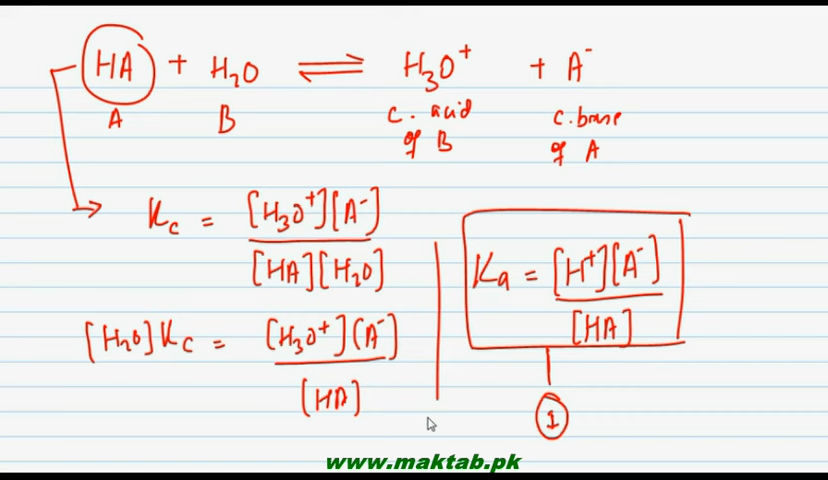 HA + H₂O ⇌ H₃O⁺ + A⁻
A B c. acid of B c. base of A
Kc = [H₃O⁺][A⁻] / [HA][H₂O]
[H₂O]Kc = [H₃O⁺][A⁻] / [HA]
Ka = [H⁺][A⁻] / [HA]
1
www.maktab.pk